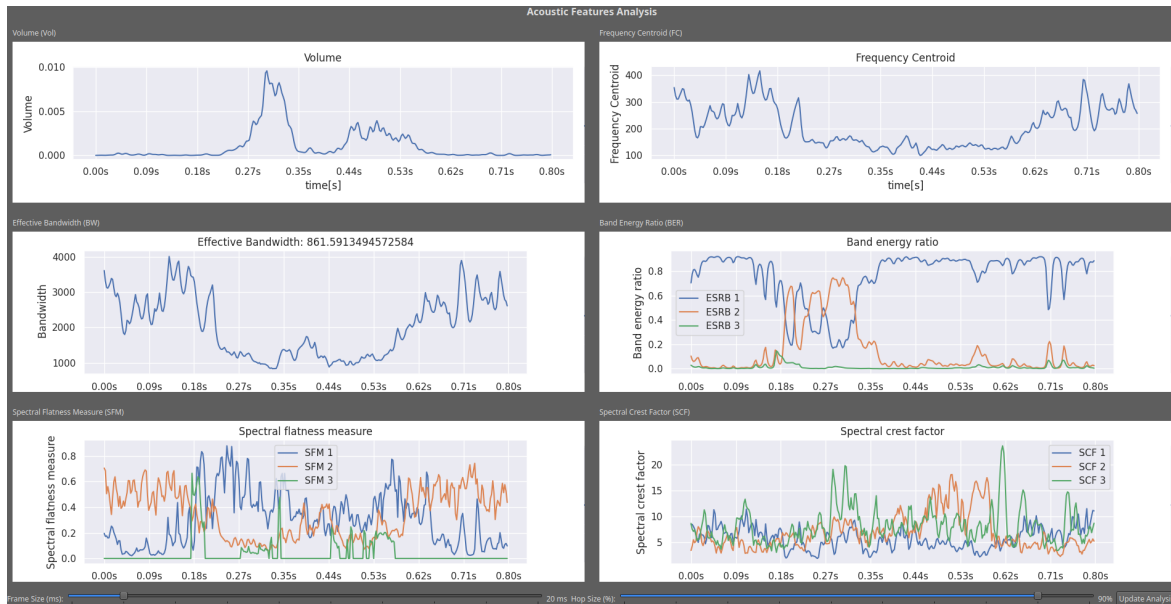 Acoustic Features Analysis
Volume (Vol)
Volume
0.010
0.005
0.000
Volume
0.00s 0.09s 0.18s 0.27s 0.35s 0.44s 0.53s 0.62s 0.71s 0.80s
time[s]
Frequency Centroid (FC)
Frequency Centroid
400
300
200
100
Frequency Centroid
0.00s 0.09s 0.18s 0.27s 0.35s 0.44s 0.53s 0.62s 0.71s 0.80s
time[s]
Effective Bandwidth (BW)
Effective Bandwidth: 861.5913494572584
4000
3000
2000
1000
Bandwidth
0.00s 0.09s 0.18s 0.27s 0.35s 0.44s 0.53s 0.62s 0.71s 0.80s
Band Energy Ratio (BER)
Band energy ratio
0.8
0.6
0.4
0.2
0.0
Band energy ratio
ESRB 1
ESRB 2
ESRB 3
0.00s 0.09s 0.18s 0.27s 0.35s 0.44s 0.53s 0.62s 0.71s 0.80s
Spectral Flatness Measure (SFM)
Spectral flatness measure
0.8
0.6
0.4
0.2
0.0
Spectral flatness measure
SFM 1
SFM 2
SFM 3
0.00s 0.09s 0.18s 0.27s 0.35s 0.44s 0.53s 0.62s 0.71s 0.80s
Spectral Crest Factor (SCF)
Spectral crest factor
20
15
10
5
Spectral crest factor
SCF 1
SCF 2
SCF 3
0.00s 0.09s 0.18s 0.27s 0.35s 0.44s 0.53s 0.62s 0.71s 0.80s
Frame Size (ms): 20 ms Hop Size (%): 90% Update Analysis